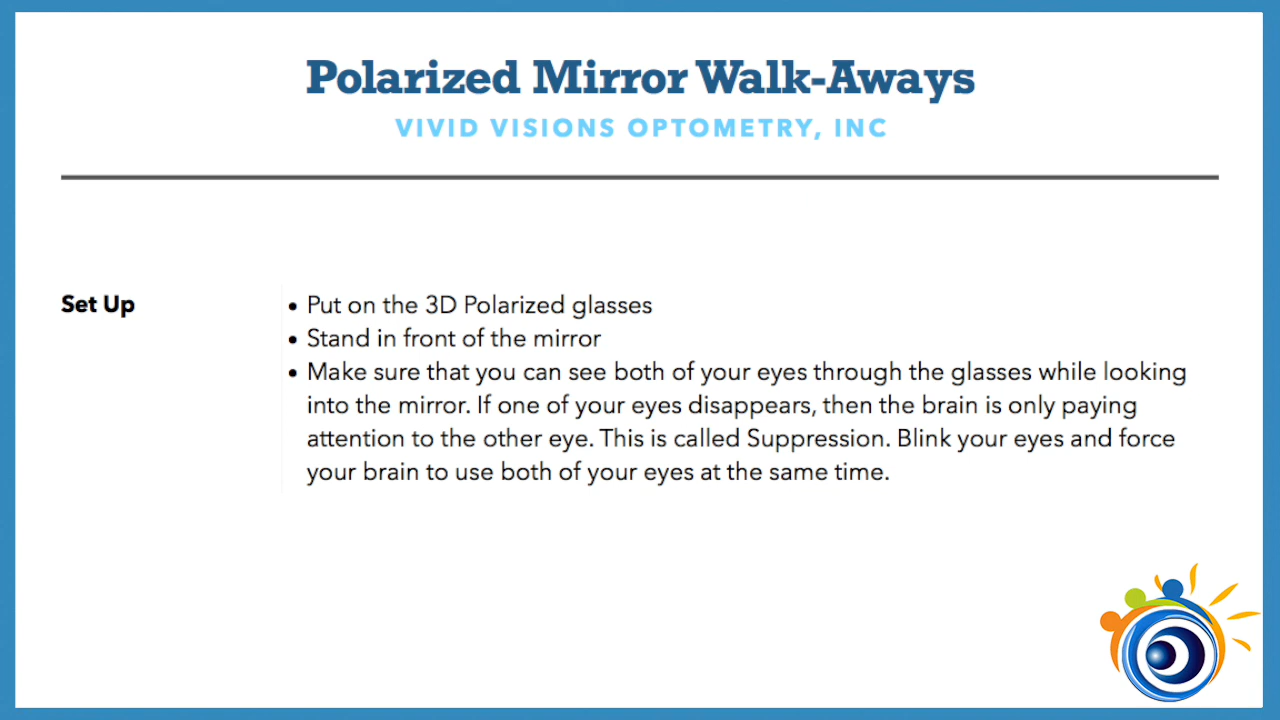 Polarized Mirror Walk-Aways
VIVID VISIONS OPTOMETRY, INC
Set Up
• Put on the 3D Polarized glasses
• Stand in front of the mirror
• Make sure that you can see both of your eyes through the glasses while looking
into the mirror. If one of your eyes disappears, then the brain is only paying
attention to the other eye. This is called Suppression. Blink your eyes and force
your brain to use both of your eyes at the same time.